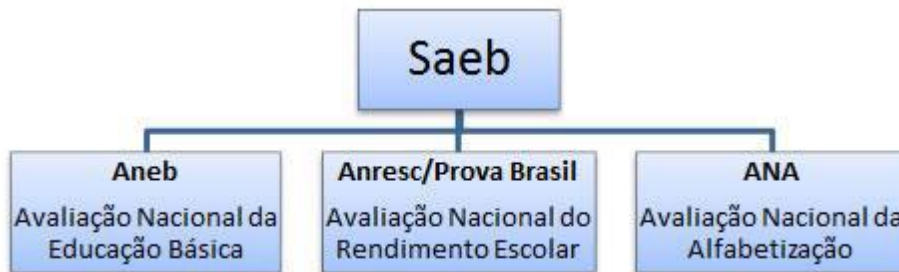 Saeb
Aneb
Avaliação Nacional da
Educação Básica
Anresc/Prova Brasil
Avaliação Nacional do
Rendimento Escolar
ANA
Avaliação Nacional da
Alfabetização